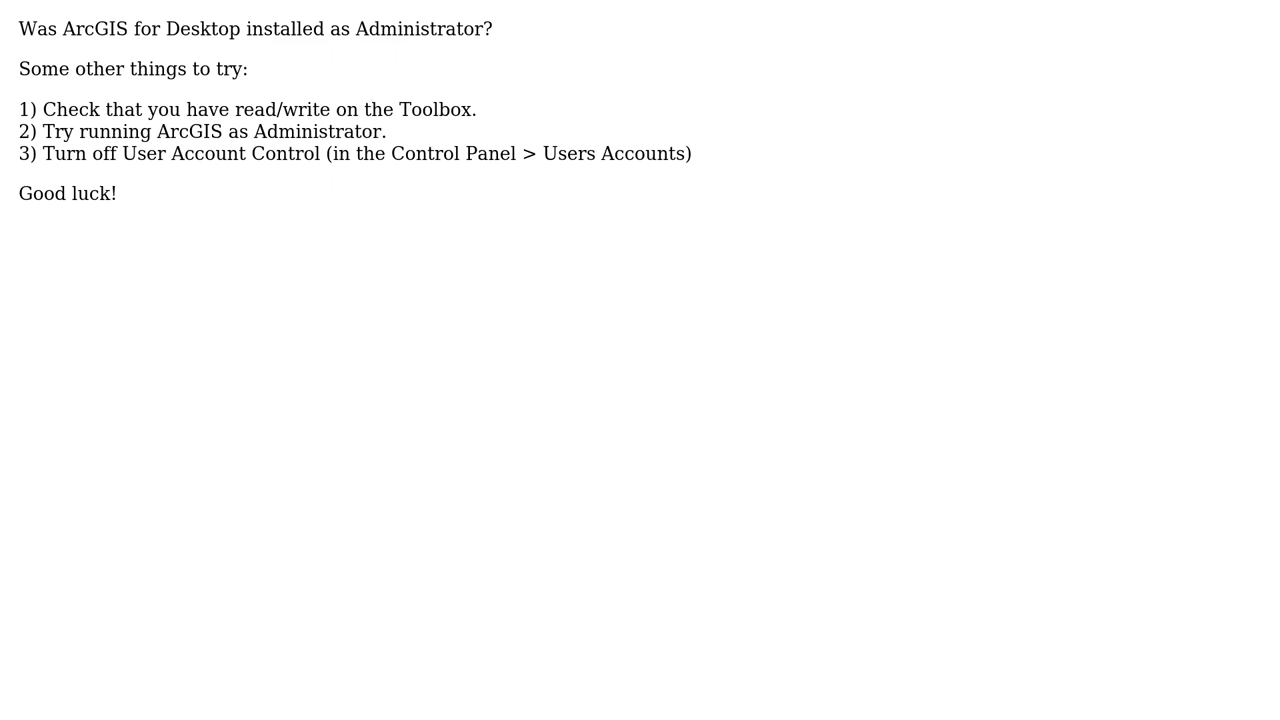 Was ArcGIS for Desktop installed as Administrator?
Some other things to try:
1) Check that you have read/write on the Toolbox.
2) Try running ArcGIS as Administrator.
3) Turn off User Account Control (in the Control Panel > Users Accounts)
Good luck!